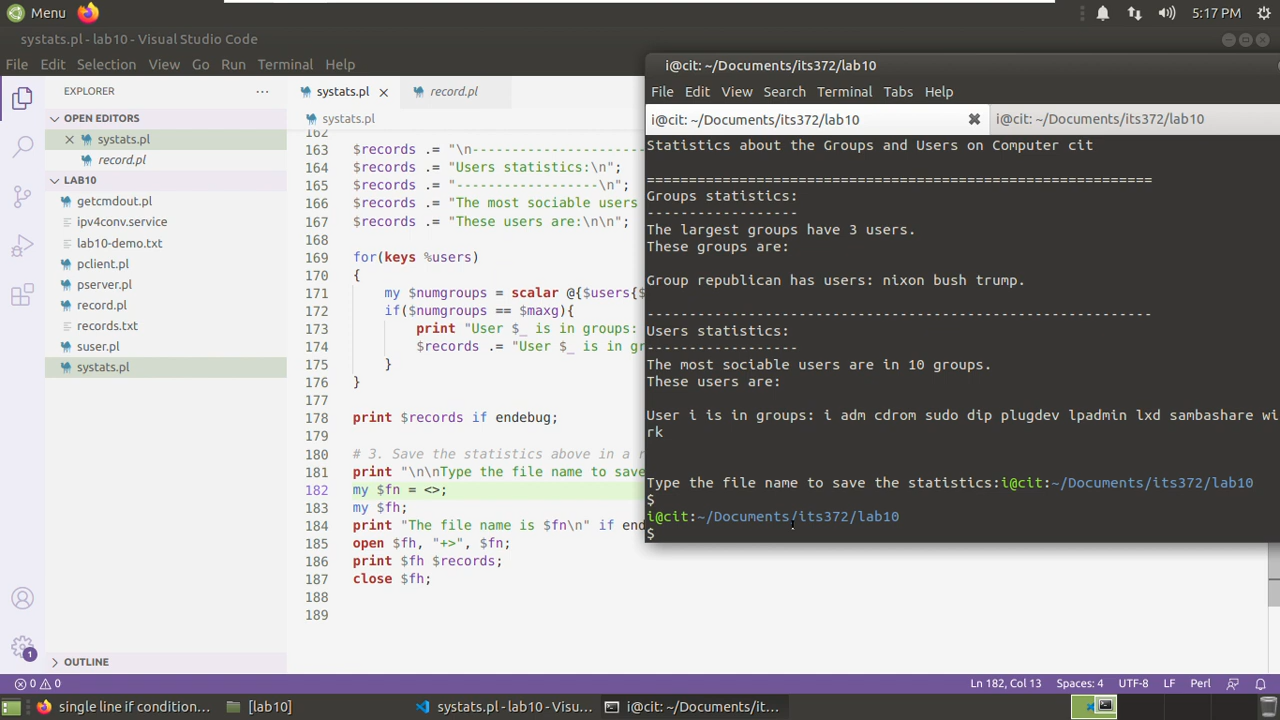 Menu
5:17 PM
systats.pl - lab10 - Visual Studio Code
File Edit Selection View Go Run Terminal Help
EXPLORER
OPEN EDITORS
systats.pl
record.pl
LAB10
getcmdout.pl
ipv4conv.service
lab10-demo.txt
pclient.pl
pserver.pl
record.pl
records.txt
suser.pl
systats.pl
OUTLINE
systats.pl
record.pl
systats.pl
162
163 $records .= "\n-----------------------
164 $records .= "Users statistics:\n";
165 $records .= "------------------\n";
166 $records .= "The most sociable users
167 $records .= "These users are:\n\n";
168
169 for(keys %users)
170 {
171 my $numgroups = scalar @{$users{$
172 if($numgroups == $maxg){
173 print "User $_ is in groups:
174 $records .= "User $_ is in gr
175 }
176 }
177
178 print $records if endebug;
179
180 # 3. Save the statistics above in a r
181 print "\n\nType the file name to save
182 my $fn = <>;
183 my $fh;
184 print "The file name is $fn\n" if end
185 open $fh, "+>", $fn;
186 print $fh $records;
187 close $fh;
188
189
i@cit: ~/Documents/its372/lab10
File Edit View Search Terminal Tabs Help
i@cit: ~/Documents/its372/lab10
i@cit: ~/Documents/its372/lab10
Statistics about the Groups and Users on Computer cit
============================================================
Groups statistics:
------------------
The largest groups have 3 users.
These groups are:
Group republican has users: nixon bush trump.
------------------------------------------------------------
Users statistics:
------------------
The most sociable users are in 10 groups.
These users are:
User i is in groups: i adm cdrom sudo dip plugdev lpadmin lxd sambashare wi
rk
Type the file name to save the statistics:i@cit:~/Documents/its372/lab10
$
i@cit:~/Documents/its372/lab10
$
0 0
Ln 182, Col 13 Spaces: 4 UTF-8 LF Perl
1
single line if condition...
[lab10]
systats.pl - lab10 - Visu...
i@cit: ~/Documents/it...